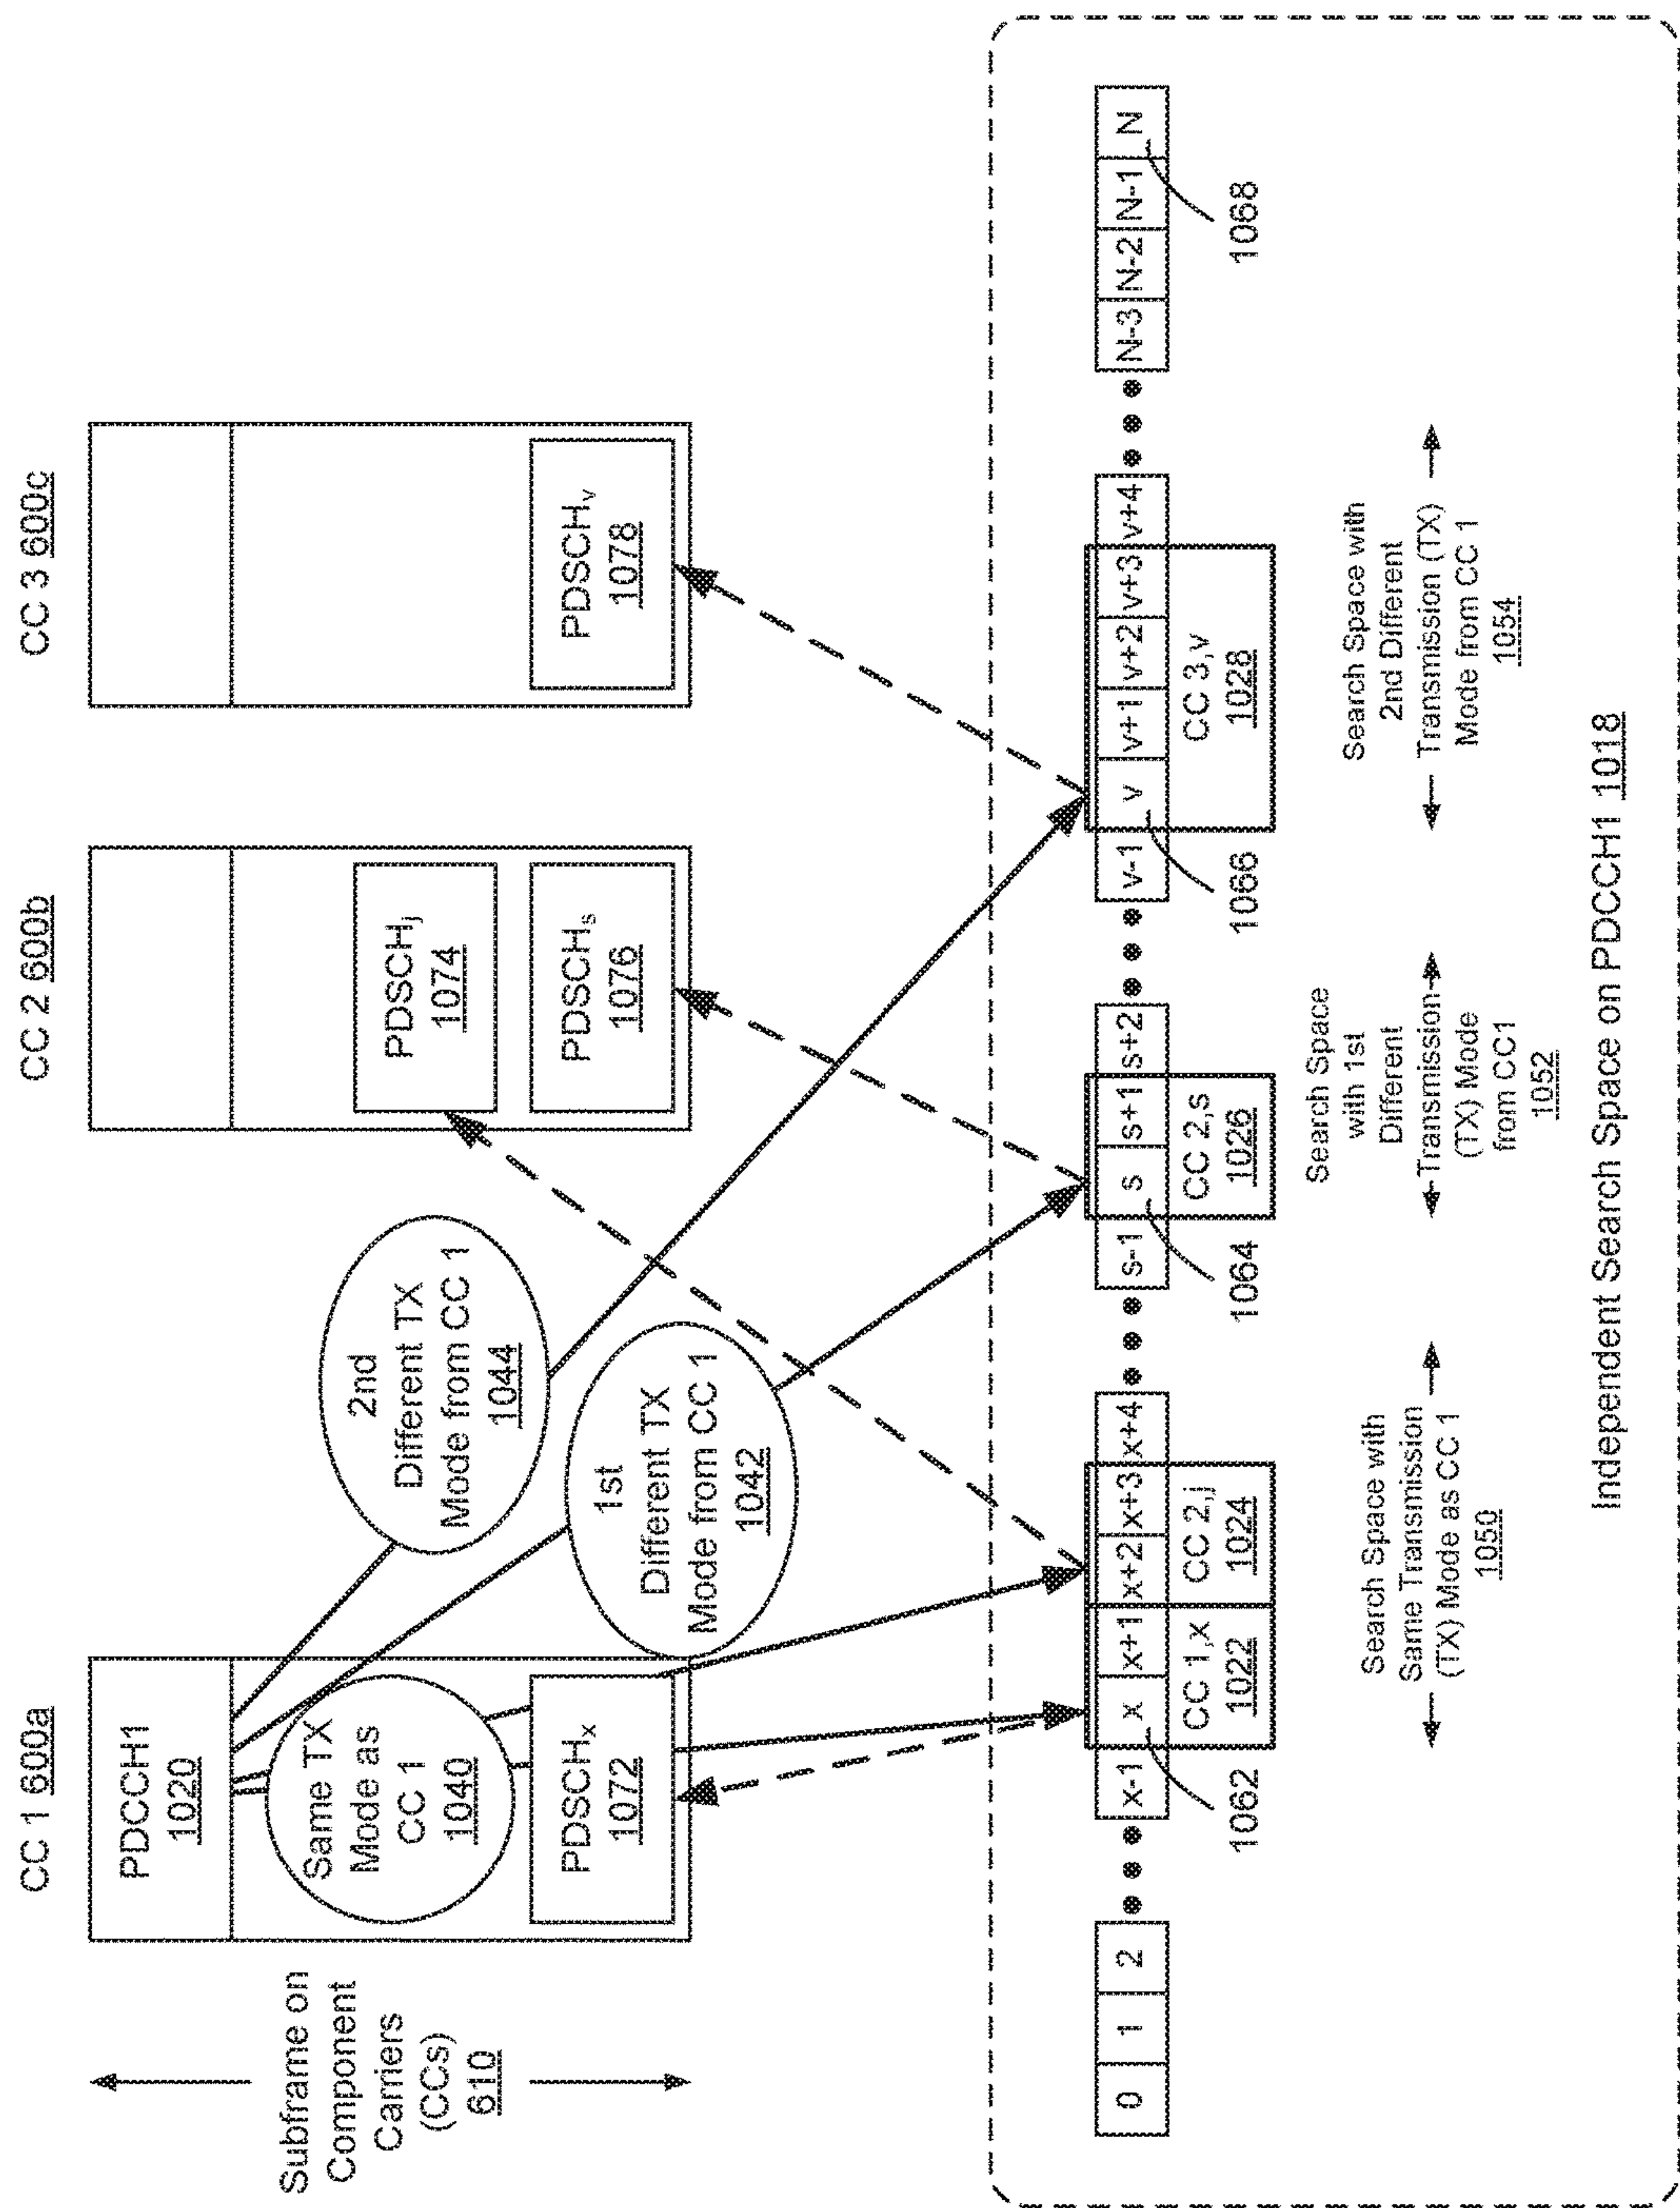 CC 1 600a
CC 2 600b
CC 3 600c
Subframe on
Component
Carriers
(CCs)
610
PDCCH1
1020
Same TX
Mode as
CC 1
1040
PDSCHx
1072
2nd
Different TX
Mode from CC 1
1044
1st
Different TX
Mode from CC 1
1042
PDSCHj
1074
PDSCHs
1076
PDSCHv
1078
0 1 2 x-1 x x+1 x+2 x+3 x+4 s-1 s s+1 s+2 v-1 v v+1 v+2 v+3 v+4 N-3 N-2 N-1 N
CC 1,x
1022
CC 2,j
1024
CC 2,s
1026
CC 3,v
1028
1062
1064
1066
1068
Search Space with
Same Transmission
(TX) Mode as CC 1
1050
Search Space
with 1st
Different
Transmission
(TX) Mode
from CC1
1052
Search Space with
2nd Different
Transmission (TX)
Mode from CC 1
1054
Independent Search Space on PDCCH1 1018